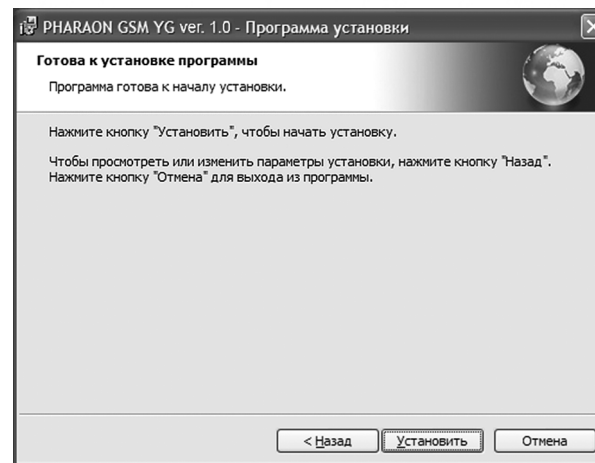 PHARAON GSM YG ver. 1.0 - Программа установки
Готова к установке программы
Программа готова к началу установки.
Нажмите кнопку "Установить", чтобы начать установку.
Чтобы просмотреть или изменить параметры установки, нажмите кнопку "Назад".
Нажмите кнопку "Отмена" для выхода из программы.
< Назад Установить Отмена